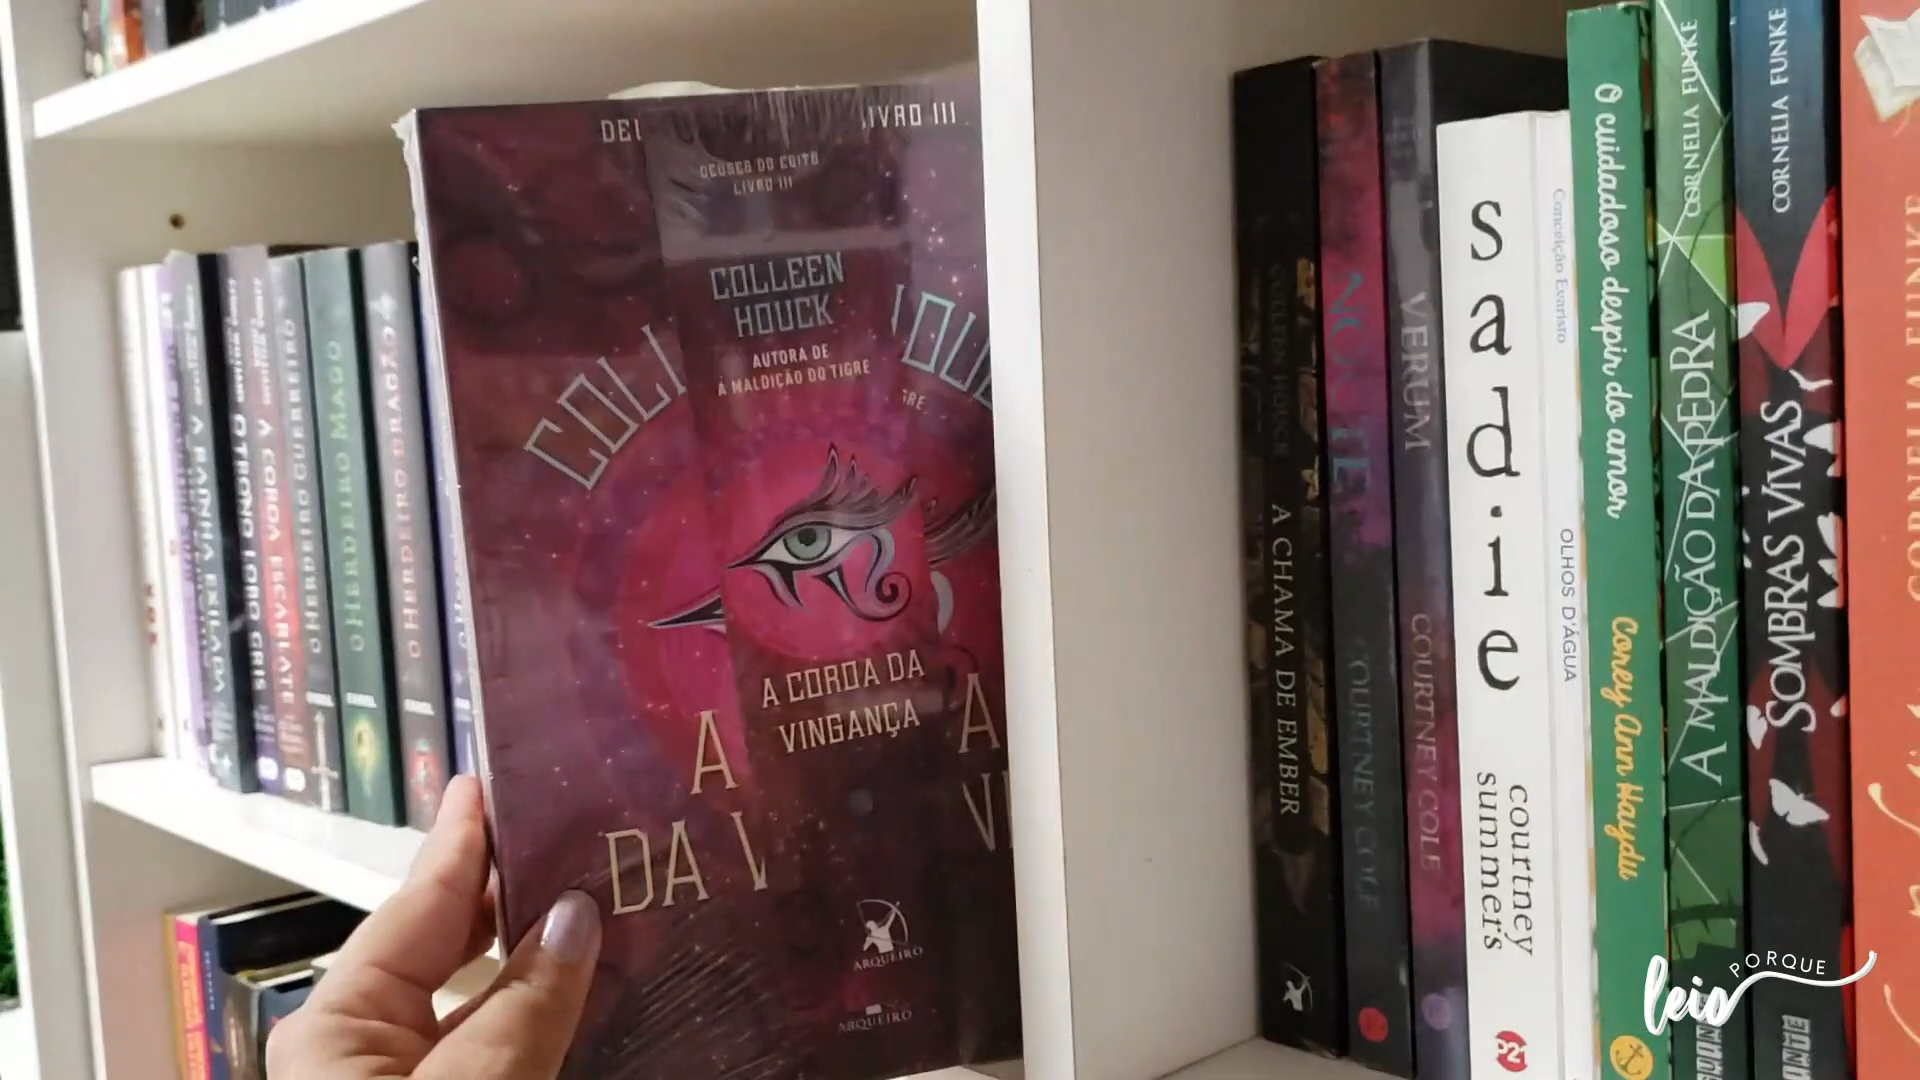 A RAINHA EXILADA
O TRONO LOBO GRIS
A COROA ESCARLATE
O HERDEIRO GUERREIRO
O HERDEIRO MAGO
O HERDEIRO DRAGÃO
LIVRO III
DEUSES DO EGITO
LIVRO III
COLLEEN
HOUCK
AUTORA DE
A MALDIÇÃO DO TIGRE
A COROA DA
VINGANÇA
A
DA V
ARQUEIRO
ARQUEIRO
COLLEEN HOUCK A CHAMA DE EMBER
NOCTE COURTNEY COLE
VERUM COURTNEY COLE
sadie
courtney
summers
P21
Conceição Evaristo OLHOS D'ÁGUA
O cuidadoso despir do amor Corey Ann Haydu
CORNELIA FUNKE A MALDIÇÃO DA PEDRA
CORNELIA FUNKE SOMBRAS VIVAS
CORNELIA FUNKE
leio PORQUE